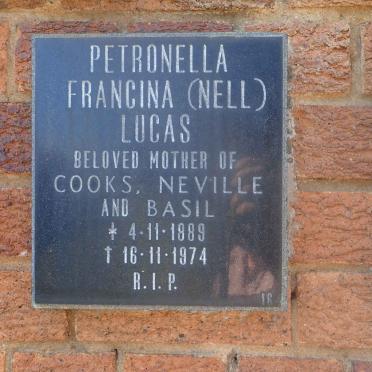 PETRONELLA
FRANCINA (NELL)
LUCAS
BELOVED MOTHER OF
COOKS, NEVILLE
AND BASIL
* 4·11·1889
† 16·11·1974
R.I.P.